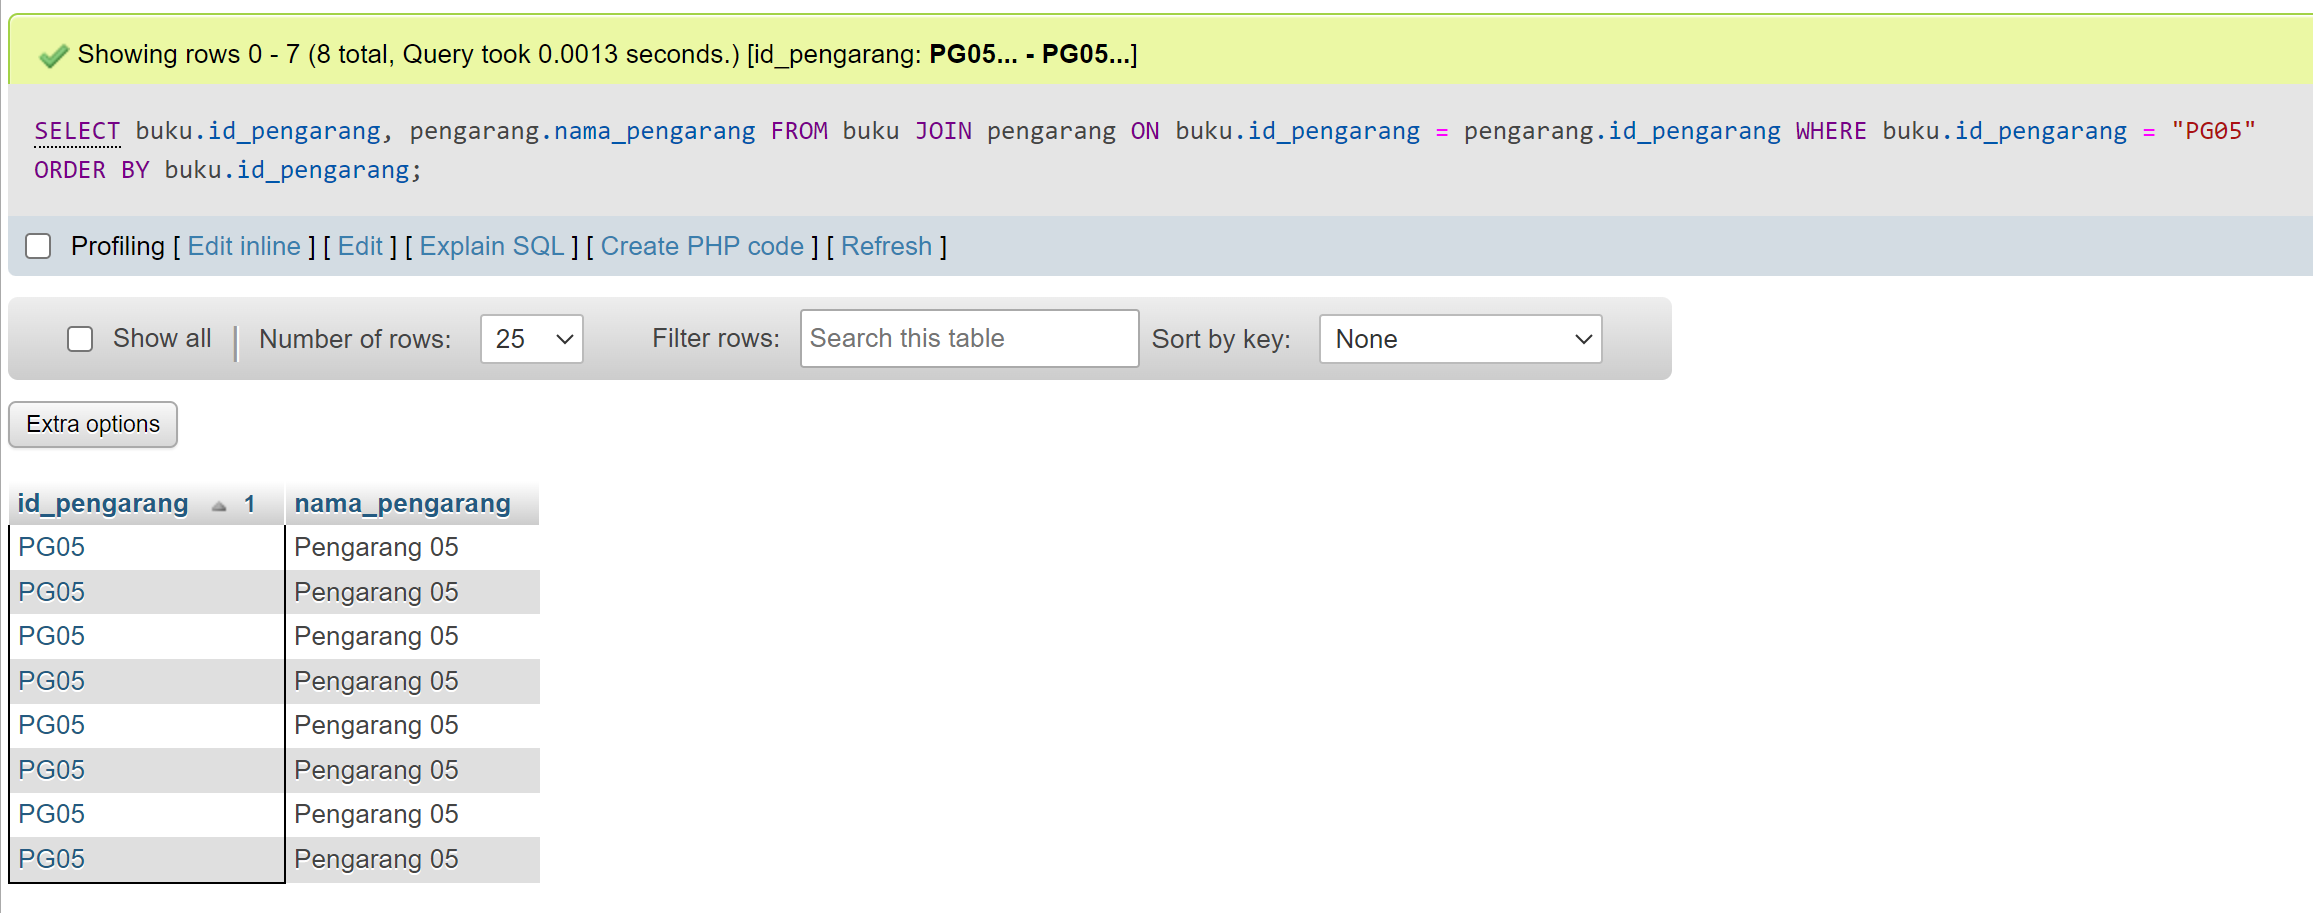 Showing rows 0 - 7 (8 total, Query took 0.0013 seconds.) [id_pengarang: PG05... - PG05...]
SELECT buku.id_pengarang, pengarang.nama_pengarang FROM buku JOIN pengarang ON buku.id_pengarang = pengarang.id_pengarang WHERE buku.id_pengarang = "PG05"
ORDER BY buku.id_pengarang;
Profiling [ Edit inline ] [ Edit ] [ Explain SQL ] [ Create PHP code ] [ Refresh ]
Show all | Number of rows: 25 Filter rows: Search this table Sort by key: None
Extra options
id_pengarang 1 nama_pengarang
PG05 Pengarang 05
PG05 Pengarang 05
PG05 Pengarang 05
PG05 Pengarang 05
PG05 Pengarang 05
PG05 Pengarang 05
PG05 Pengarang 05
PG05 Pengarang 05